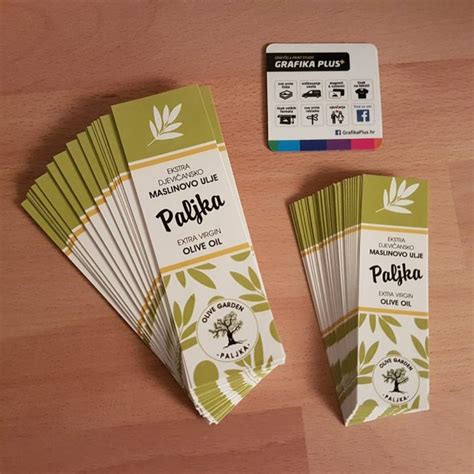 GRAFIKA PLUS+
GrafikaPlus.hr
EKSTRA
DJEVIČANSKO
MASLINOVO ULJE
Paljka
EXTRA VIRGIN
OLIVE OIL
OLIVE GARDEN
PALJKA
EKSTRA
DJEVIČANSKO
MASLINOVO ULJE
Paljka
EXTRA VIRGIN
OLIVE OIL
OLIVE GARDEN
PALJKA